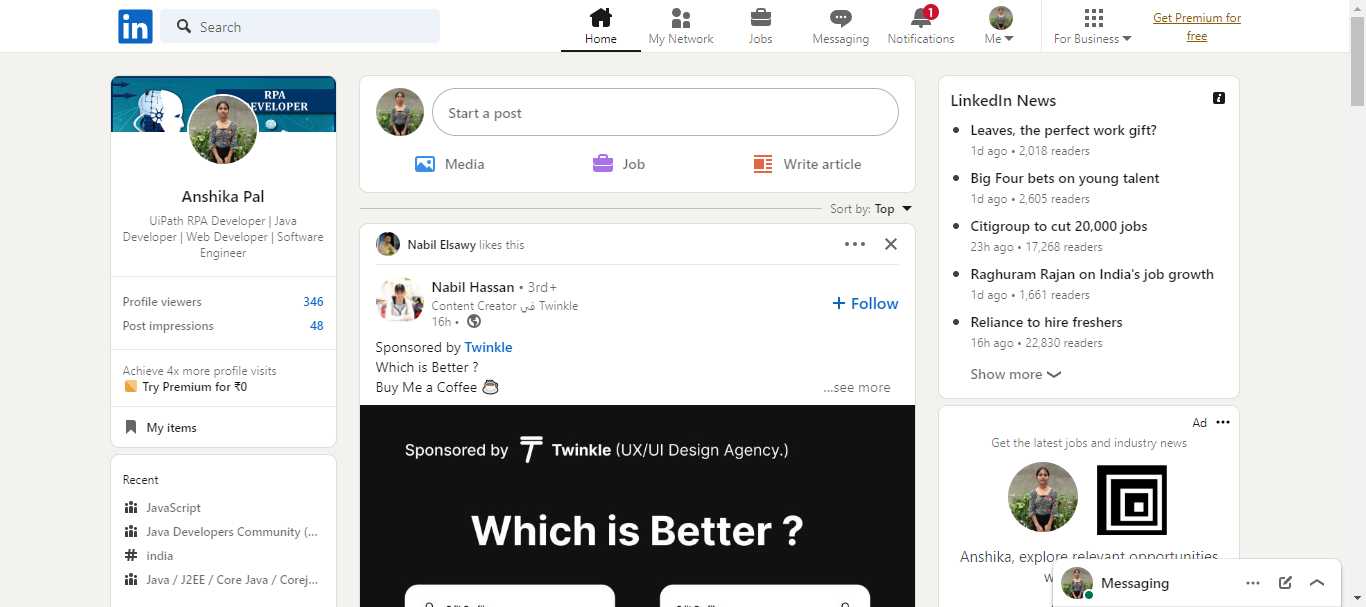 in
Search
Home
My Network
Jobs
Messaging
1
Notifications
Me
For Business
Get Premium for
free
RPA
DEVELOPER
Anshika Pal
UiPath RPA Developer | Java
Developer | Web Developer | Software
Engineer
Profile viewers 346
Post impressions 48
Achieve 4x more profile visits
Try Premium for ₹0
My items
Recent
JavaScript
Java Developers Community (...
# india
Java / J2EE / Core Java / Corej...
Start a post
Media
Job
Write article
Sort by: Top
Nabil Elsawy likes this
Nabil Hassan • 3rd+
Content Creator في Twinkle
16h •
+ Follow
Sponsored by Twinkle
Which is Better ?
Buy Me a Coffee
...see more
Sponsored by Twinkle (UX/UI Design Agency.)
Which is Better ?
LinkedIn News
Leaves, the perfect work gift?
1d ago • 2,018 readers
Big Four bets on young talent
1d ago • 2,605 readers
Citigroup to cut 20,000 jobs
23h ago • 17,268 readers
Raghuram Rajan on India's job growth
1d ago • 1,661 readers
Reliance to hire freshers
16h ago • 22,830 readers
Show more
Ad
Get the latest jobs and industry news
Anshika, explore relevant opportunities
Messaging